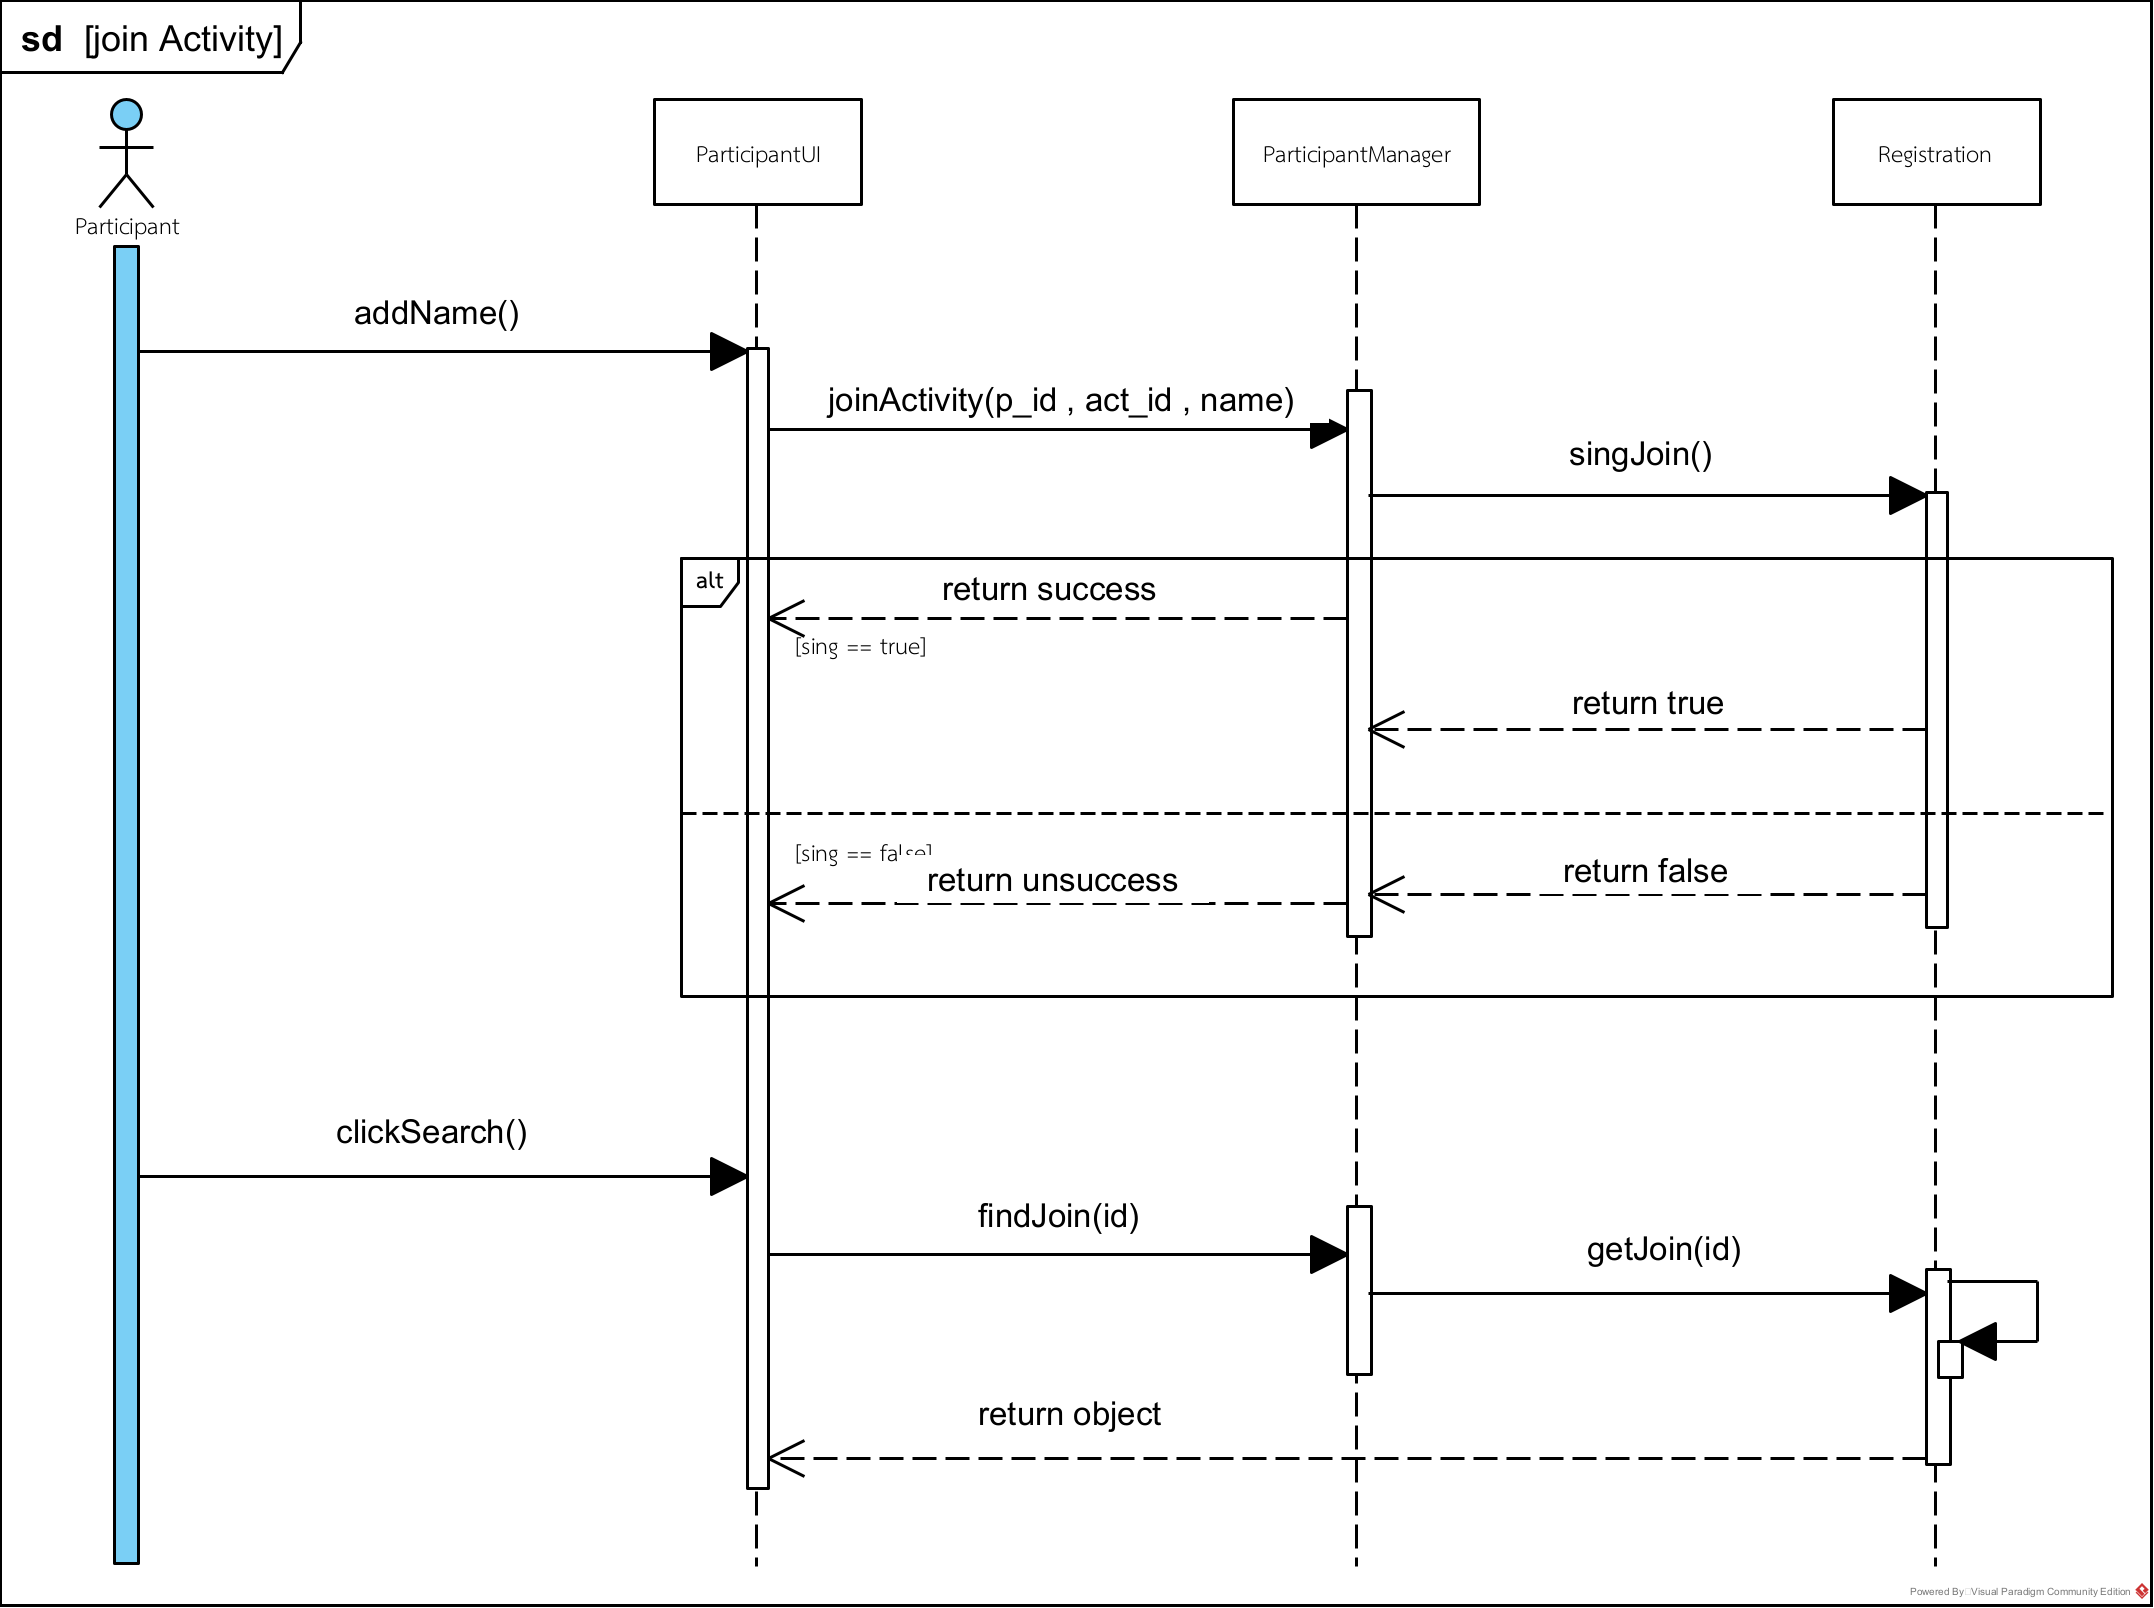 sd [join Activity]
Participant
ParticipantUI
ParticipantManager
Registration
addName()
joinActivity(p_id , act_id , name)
singJoin()
alt
return success
[sing == true]
return true
[sing == false]
return unsuccess
return false
clickSearch()
findJoin(id)
getJoin(id)
return object
Powered By Visual Paradigm Community Edition